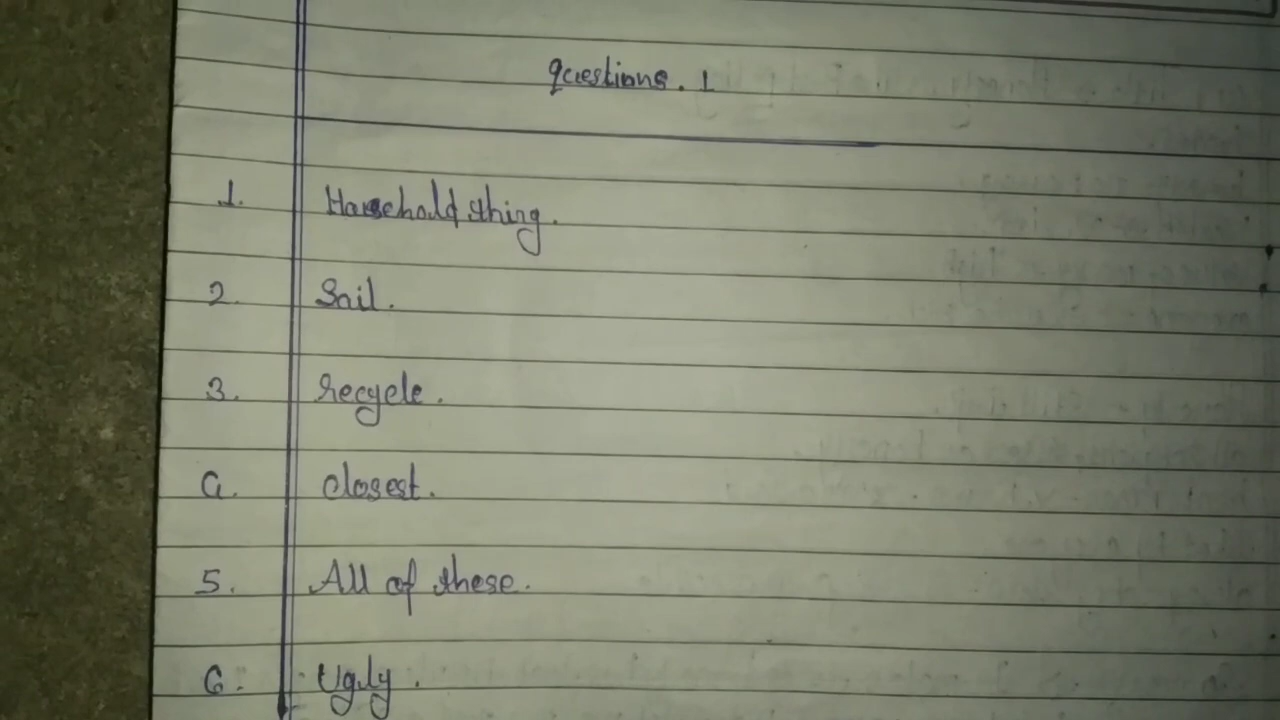 Questions. 1
1. Household thing.
2. Soil.
3. recycle.
4. closest.
5. All of these.
6. Ugly.